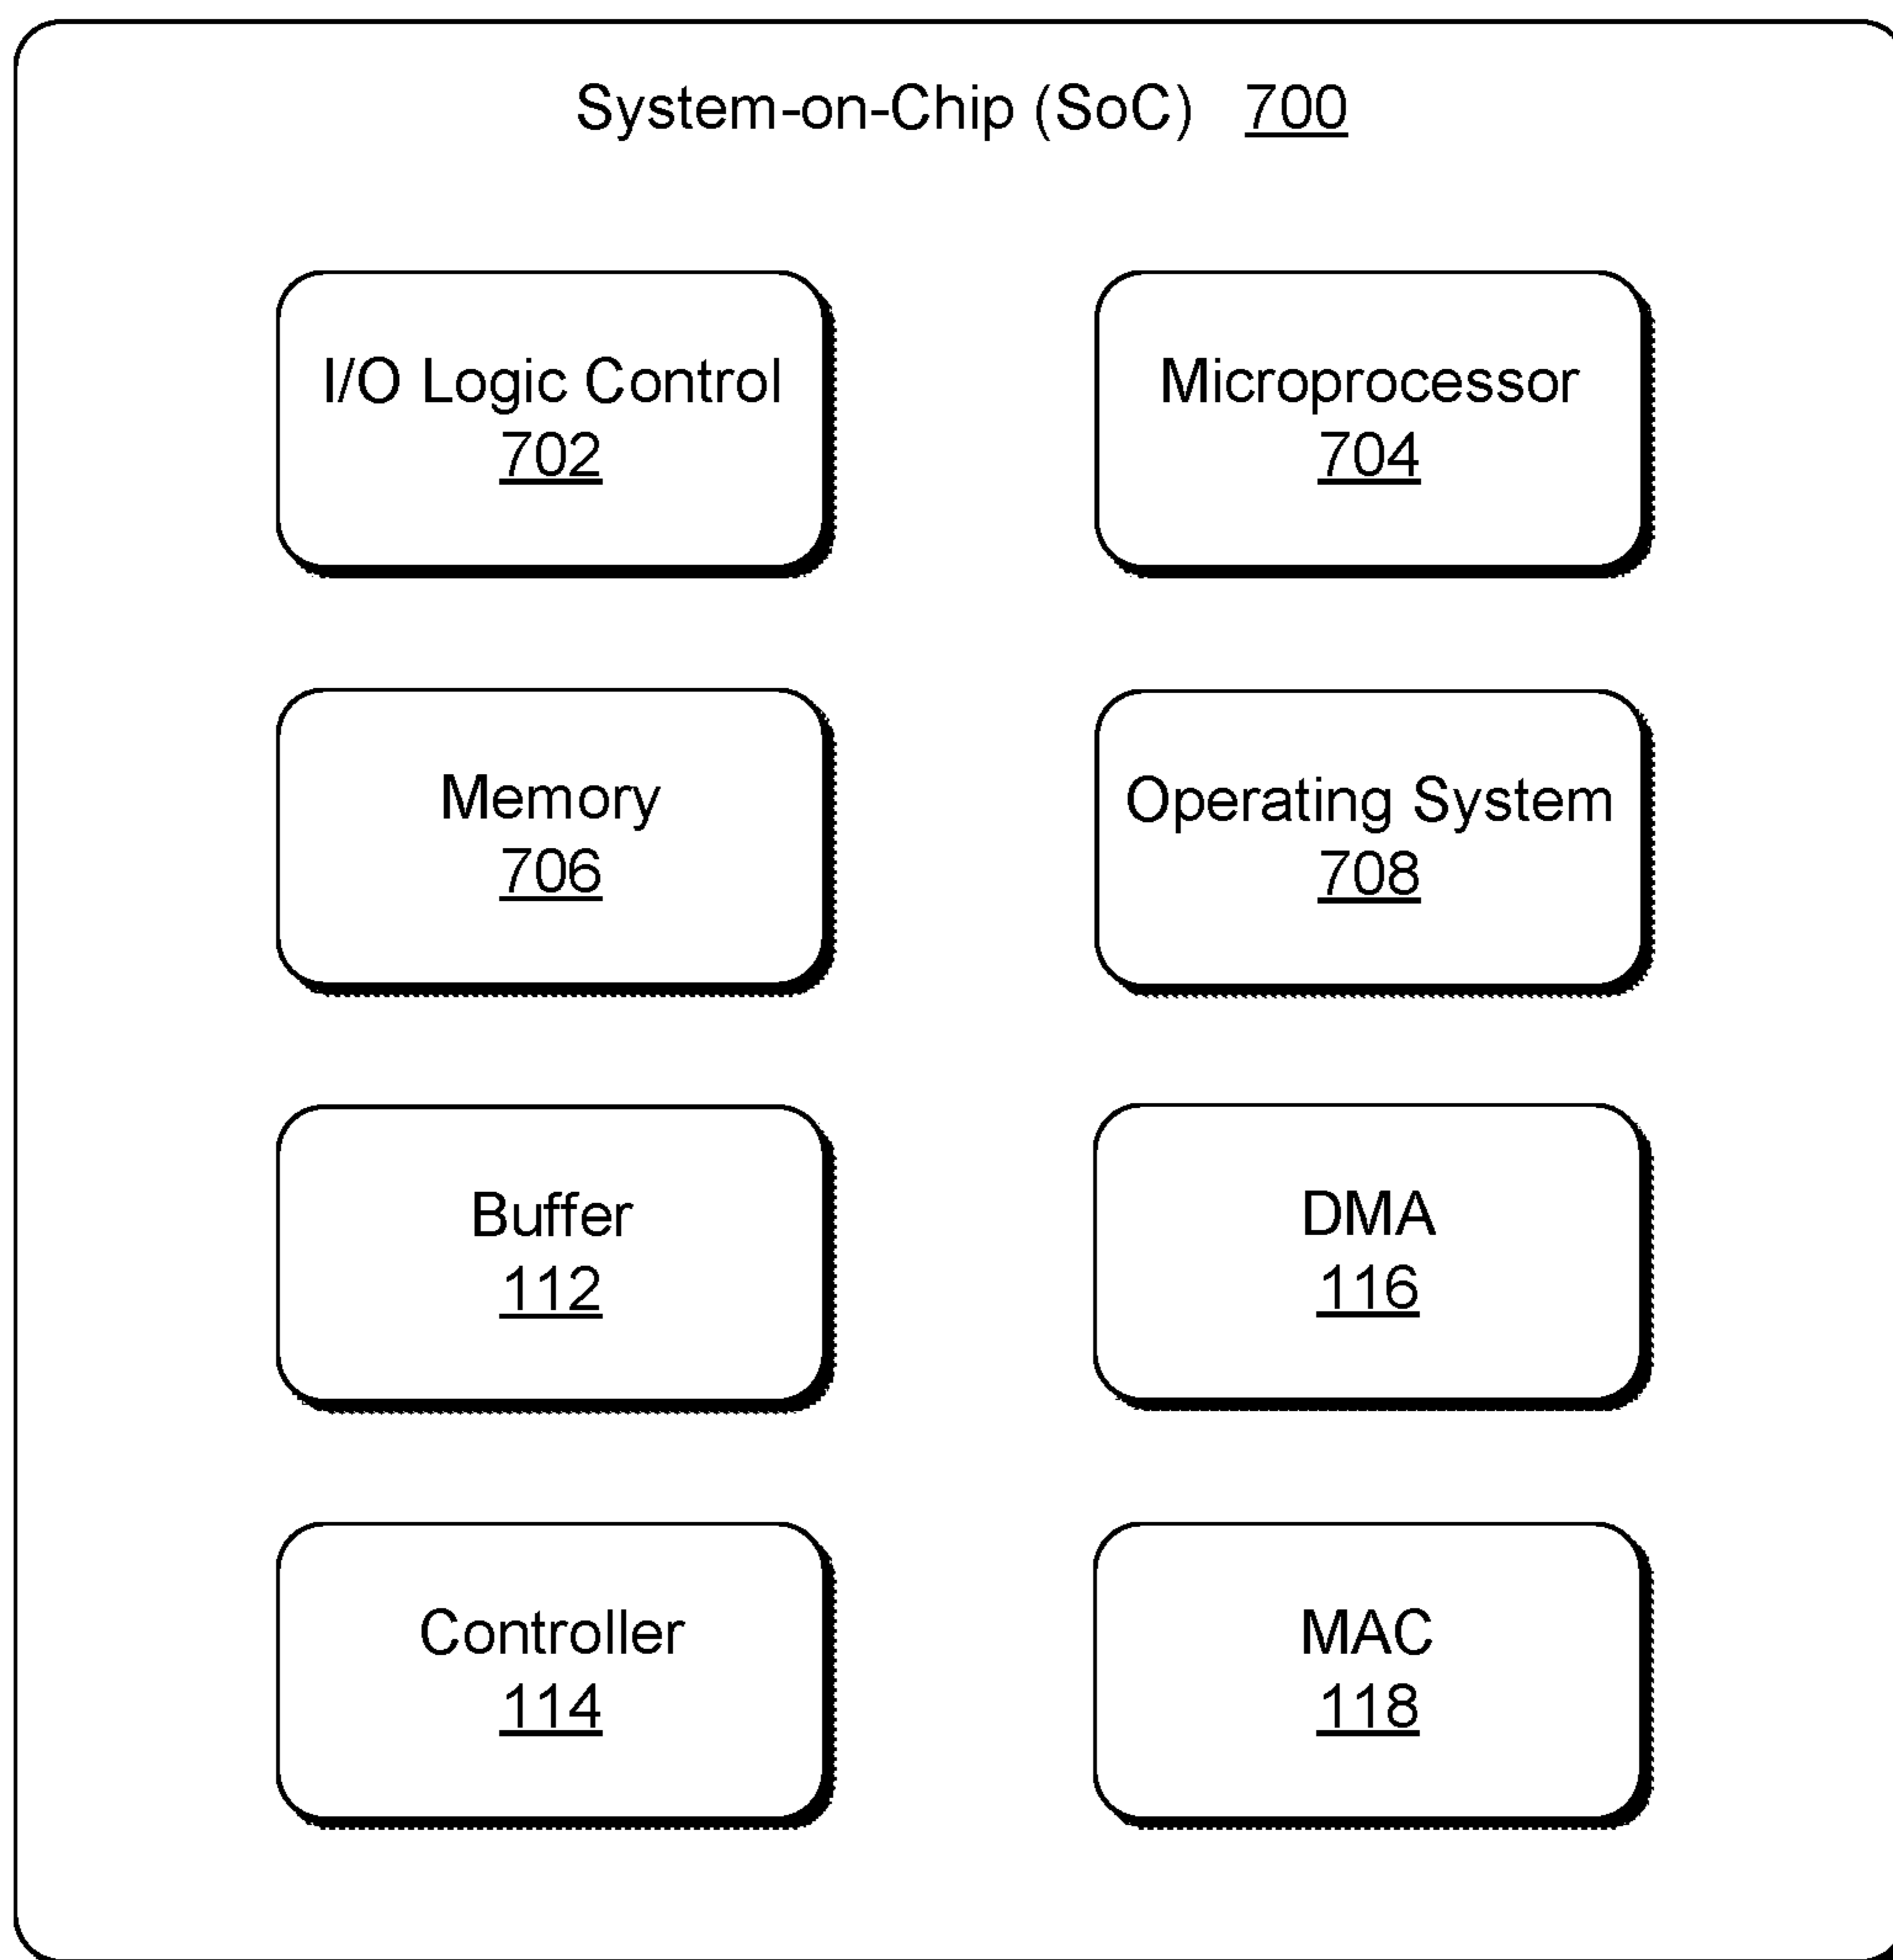 System-on-Chip (SoC) 700
I/O Logic Control
702
Microprocessor
704
Memory
706
Operating System
708
Buffer
112
DMA
116
Controller
114
MAC
118